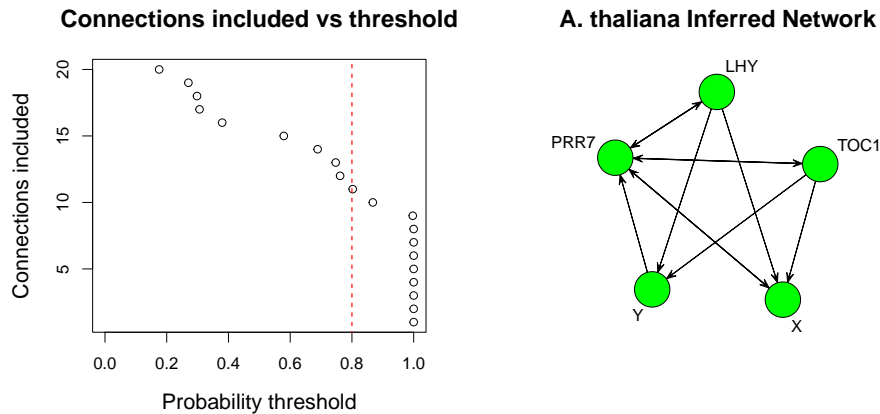 Connections included vs threshold
Connections included
20
15
10
5
0.0 0.2 0.4 0.6 0.8 1.0
Probability threshold
A. thaliana Inferred Network
LHY
PRR7
TOC1
Y
X